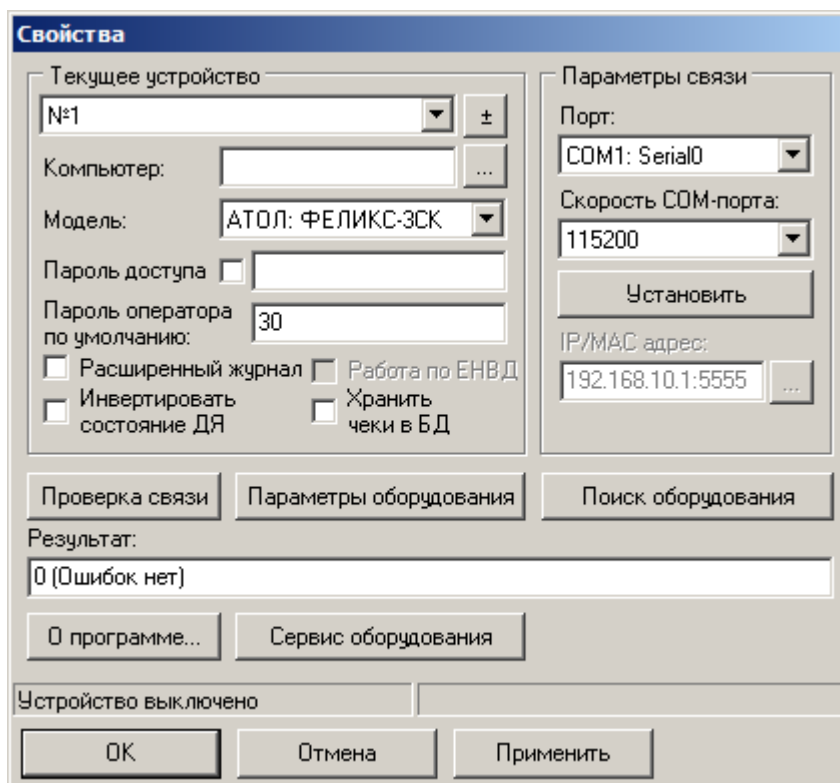 Свойства
Текущее устройство
№1
±
Компьютер:
...
Модель:
АТОЛ: ФЕЛИКС-3СК
Пароль доступа
Пароль оператора
по умолчанию:
30
Расширенный журнал
Работа по ЕНВД
Инвертировать
состояние ДЯ
Хранить
чеки в БД
Параметры связи
Порт:
COM1: Serial0
Скорость COM-порта:
115200
Установить
IP/MAC адрес:
192.168.10.1:5555
...
Проверка связи
Параметры оборудования
Поиск оборудования
Результат:
0 (Ошибок нет)
О программе...
Сервис оборудования
Устройство выключено
OK
Отмена
Применить